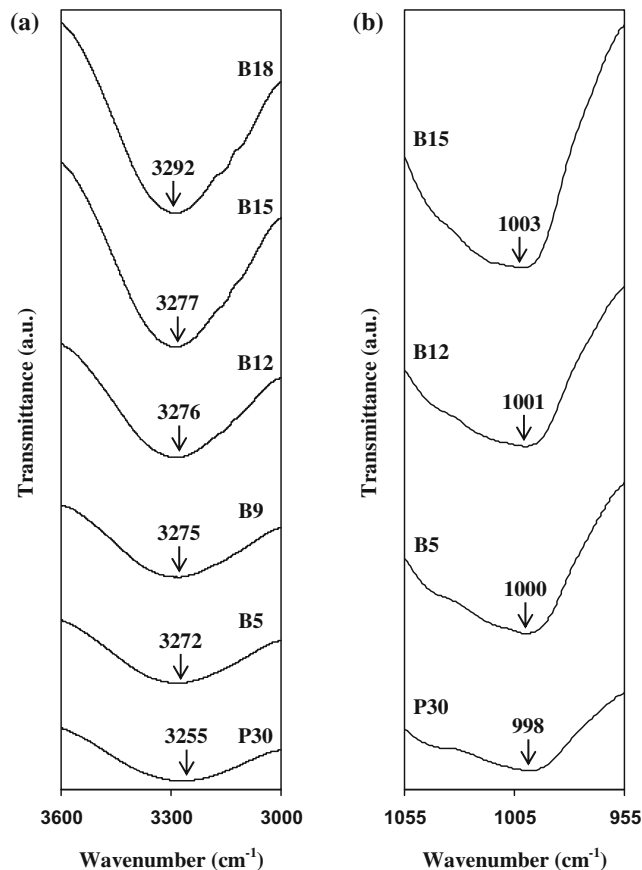 (a)
B18
3292
B15
3277
B12
3276
B9
3275
B5
3272
P30
3255
Transmittance (a.u.)
3600 3300 3000
Wavenumber (cm⁻¹)
(b)
B15
1003
B12
1001
B5
1000
P30
998
Transmittance (a.u.)
1055 1005 955
Wavenumber (cm⁻¹)